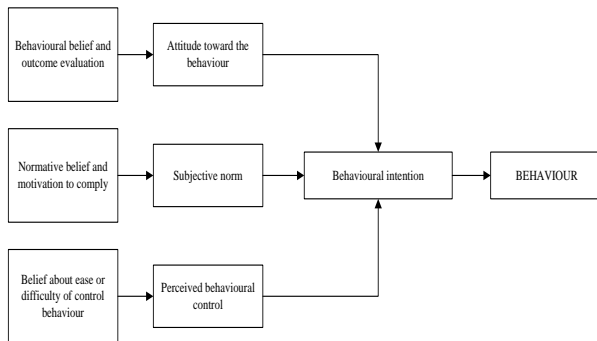 Behavioural belief and
outcome evaluation
Attitude toward the
behaviour
Normative belief and
motivation to comply
Subjective norm
Behavioural intention
BEHAVIOUR
Belief about ease or
difficulty of control
behaviour
Perceived behavioural
control